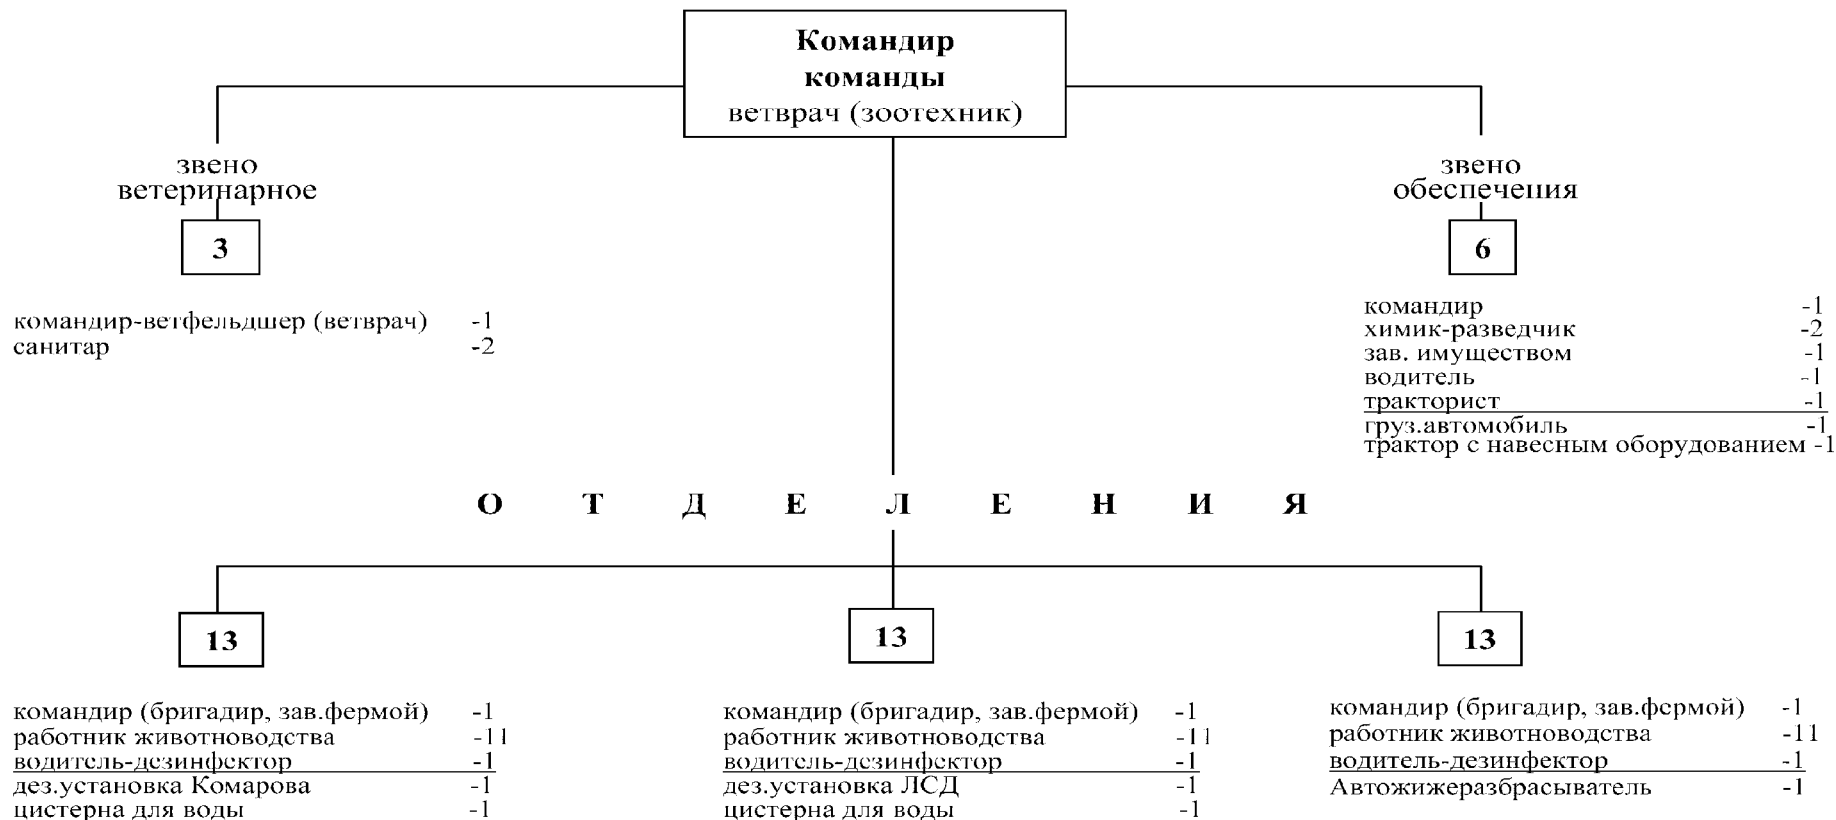 Командир
команды
ветврач (зоотехник)
звено
ветеринарное
3
командир-ветфельдшер (ветврач) -1
санитар -2
звено
обеспечения
6
командир -1
химик-разведчик -2
зав. имуществом -1
водитель -1
тракторист -1
груз.автомобиль -1
трактор с навесным оборудованием -1
О Т Д Е Л Е Н И Я
13
командир (бригадир, зав.фермой) -1
работник животноводства -11
водитель-дезинфектор -1
дез.установка Комарова -1
цистерна для воды -1
13
командир (бригадир, зав.фермой) -1
работник животноводства -11
водитель-дезинфектор -1
дез.установка ЛСД -1
цистерна для воды -1
13
командир (бригадир, зав.фермой) -1
работник животноводства -11
водитель-дезинфектор -1
Автожижеразбрасыватель -1